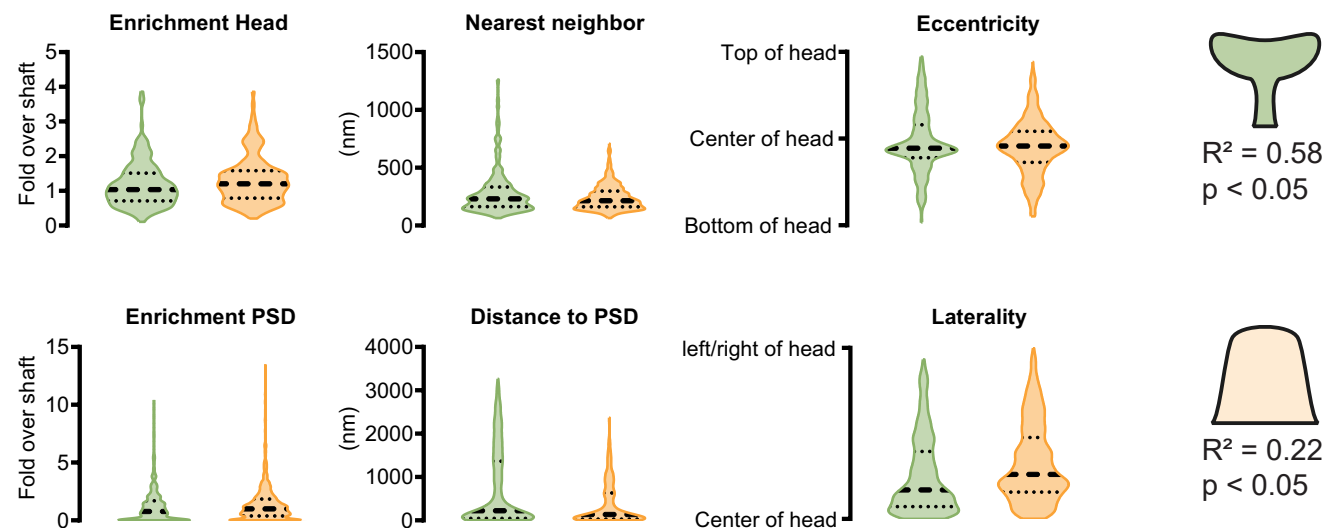 Enrichment Head
Fold over shaft
5
4
3
2
1
0
Nearest neighbor
(nm)
1500
1000
500
0
Eccentricity
Top of head
Center of head
Bottom of head
R² = 0.58
p < 0.05
Enrichment PSD
Fold over shaft
15
10
5
0
Distance to PSD
(nm)
4000
3000
2000
1000
0
Laterality
left/right of head
Center of head
R² = 0.22
p < 0.05